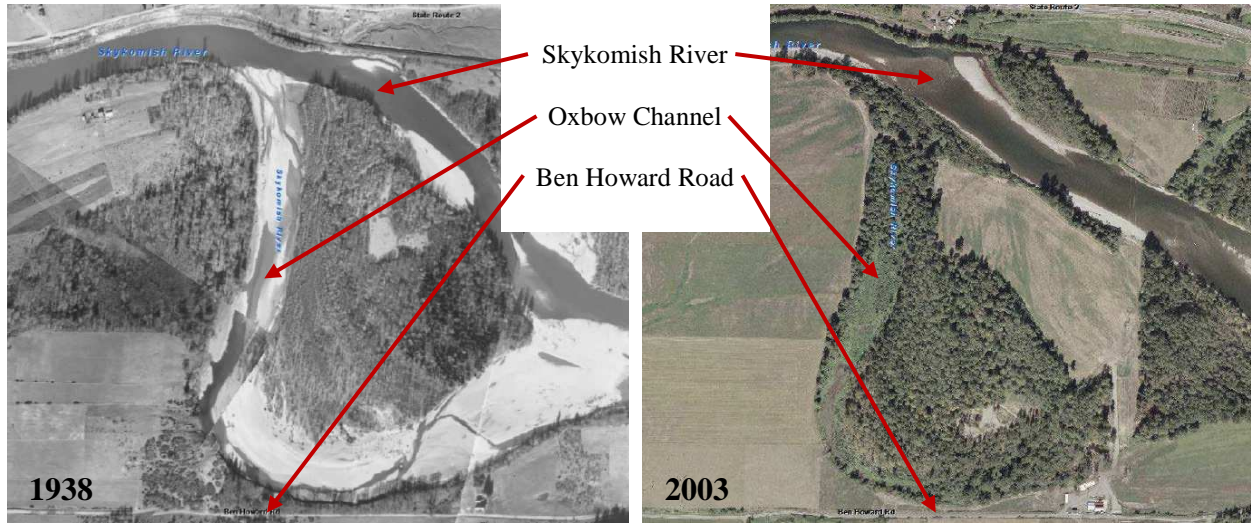 State Route 2
Skykomish River
Skykomish River
Ben Howard Rd
1938
Skykomish River
Oxbow Channel
Ben Howard Road
State Route 2
sh River
Skykomish River
Ben Howard Rd
2003